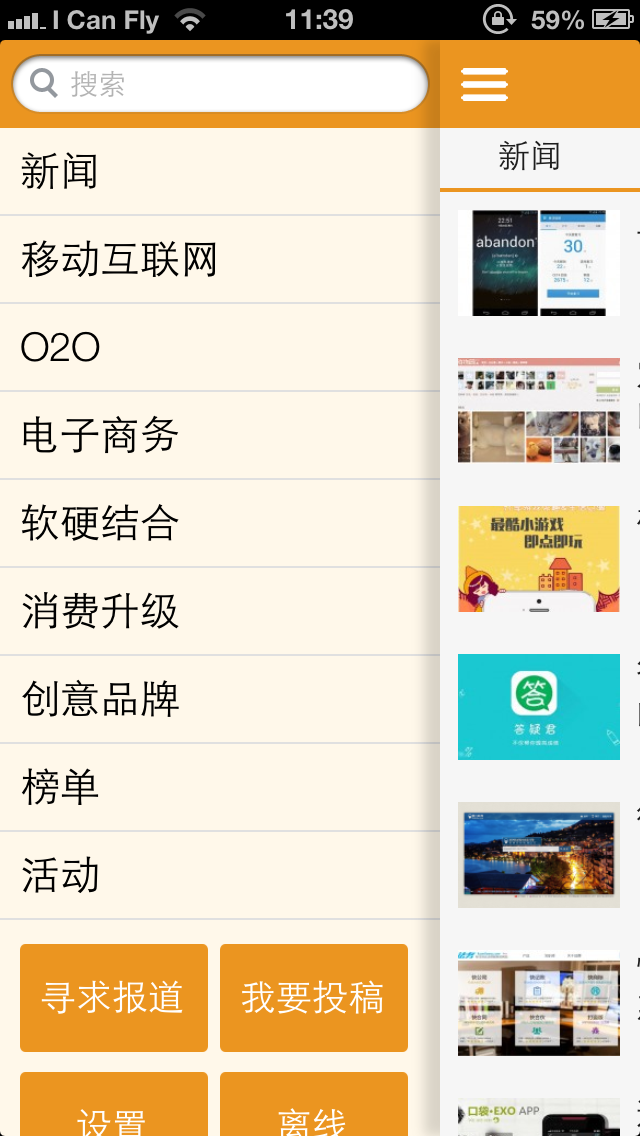 I Can Fly
11:39
59%
搜索
新闻
移动互联网
O2O
电子商务
软硬结合
消费升级
创意品牌
榜单
活动
寻求报道
我要投稿
设置
离线
新闻
22:51
abandon
30
最酷小游戏
即点即玩
答
答疑君
口袋·EXO APP